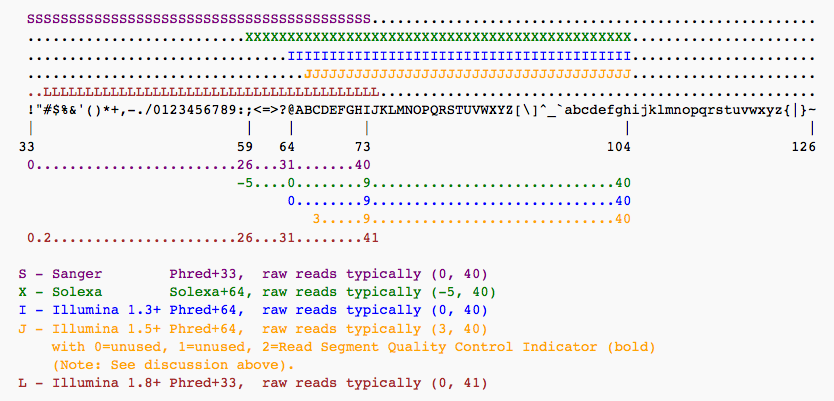 SSSSSSSSSSSSSSSSSSSSSSSSSSSSSSSSSSSSSSSSS.....................................................
..........................XXXXXXXXXXXXXXXXXXXXXXXXXXXXXXXXXXXXXXXXXXXXXX......................
...............................IIIIIIIIIIIIIIIIIIIIIIIIIIIIIIIIIIIIIIIII......................
.................................JJJJJJJJJJJJJJJJJJJJJJJJJJJJJJJJJJJJJJJ......................
..LLLLLLLLLLLLLLLLLLLLLLLLLLLLLLLLLLLLLLLL....................................................
!"#$%&'()*+,-./0123456789:;<=>?@ABCDEFGHIJKLMNOPQRSTUVWXYZ[\]^_`abcdefghijklmnopqrstuvwxyz{|}~
| | | | | |
33 59 64 73 104 126
0........................26...31.......40
-5....0........9.............................40
0........9.............................40
3.....9.............................40
0.2......................26...31........41
S - Sanger Phred+33, raw reads typically (0, 40)
X - Solexa Solexa+64, raw reads typically (-5, 40)
I - Illumina 1.3+ Phred+64, raw reads typically (0, 40)
J - Illumina 1.5+ Phred+64, raw reads typically (3, 40)
with 0=unused, 1=unused, 2=Read Segment Quality Control Indicator (bold)
(Note: See discussion above).
L - Illumina 1.8+ Phred+33, raw reads typically (0, 41)